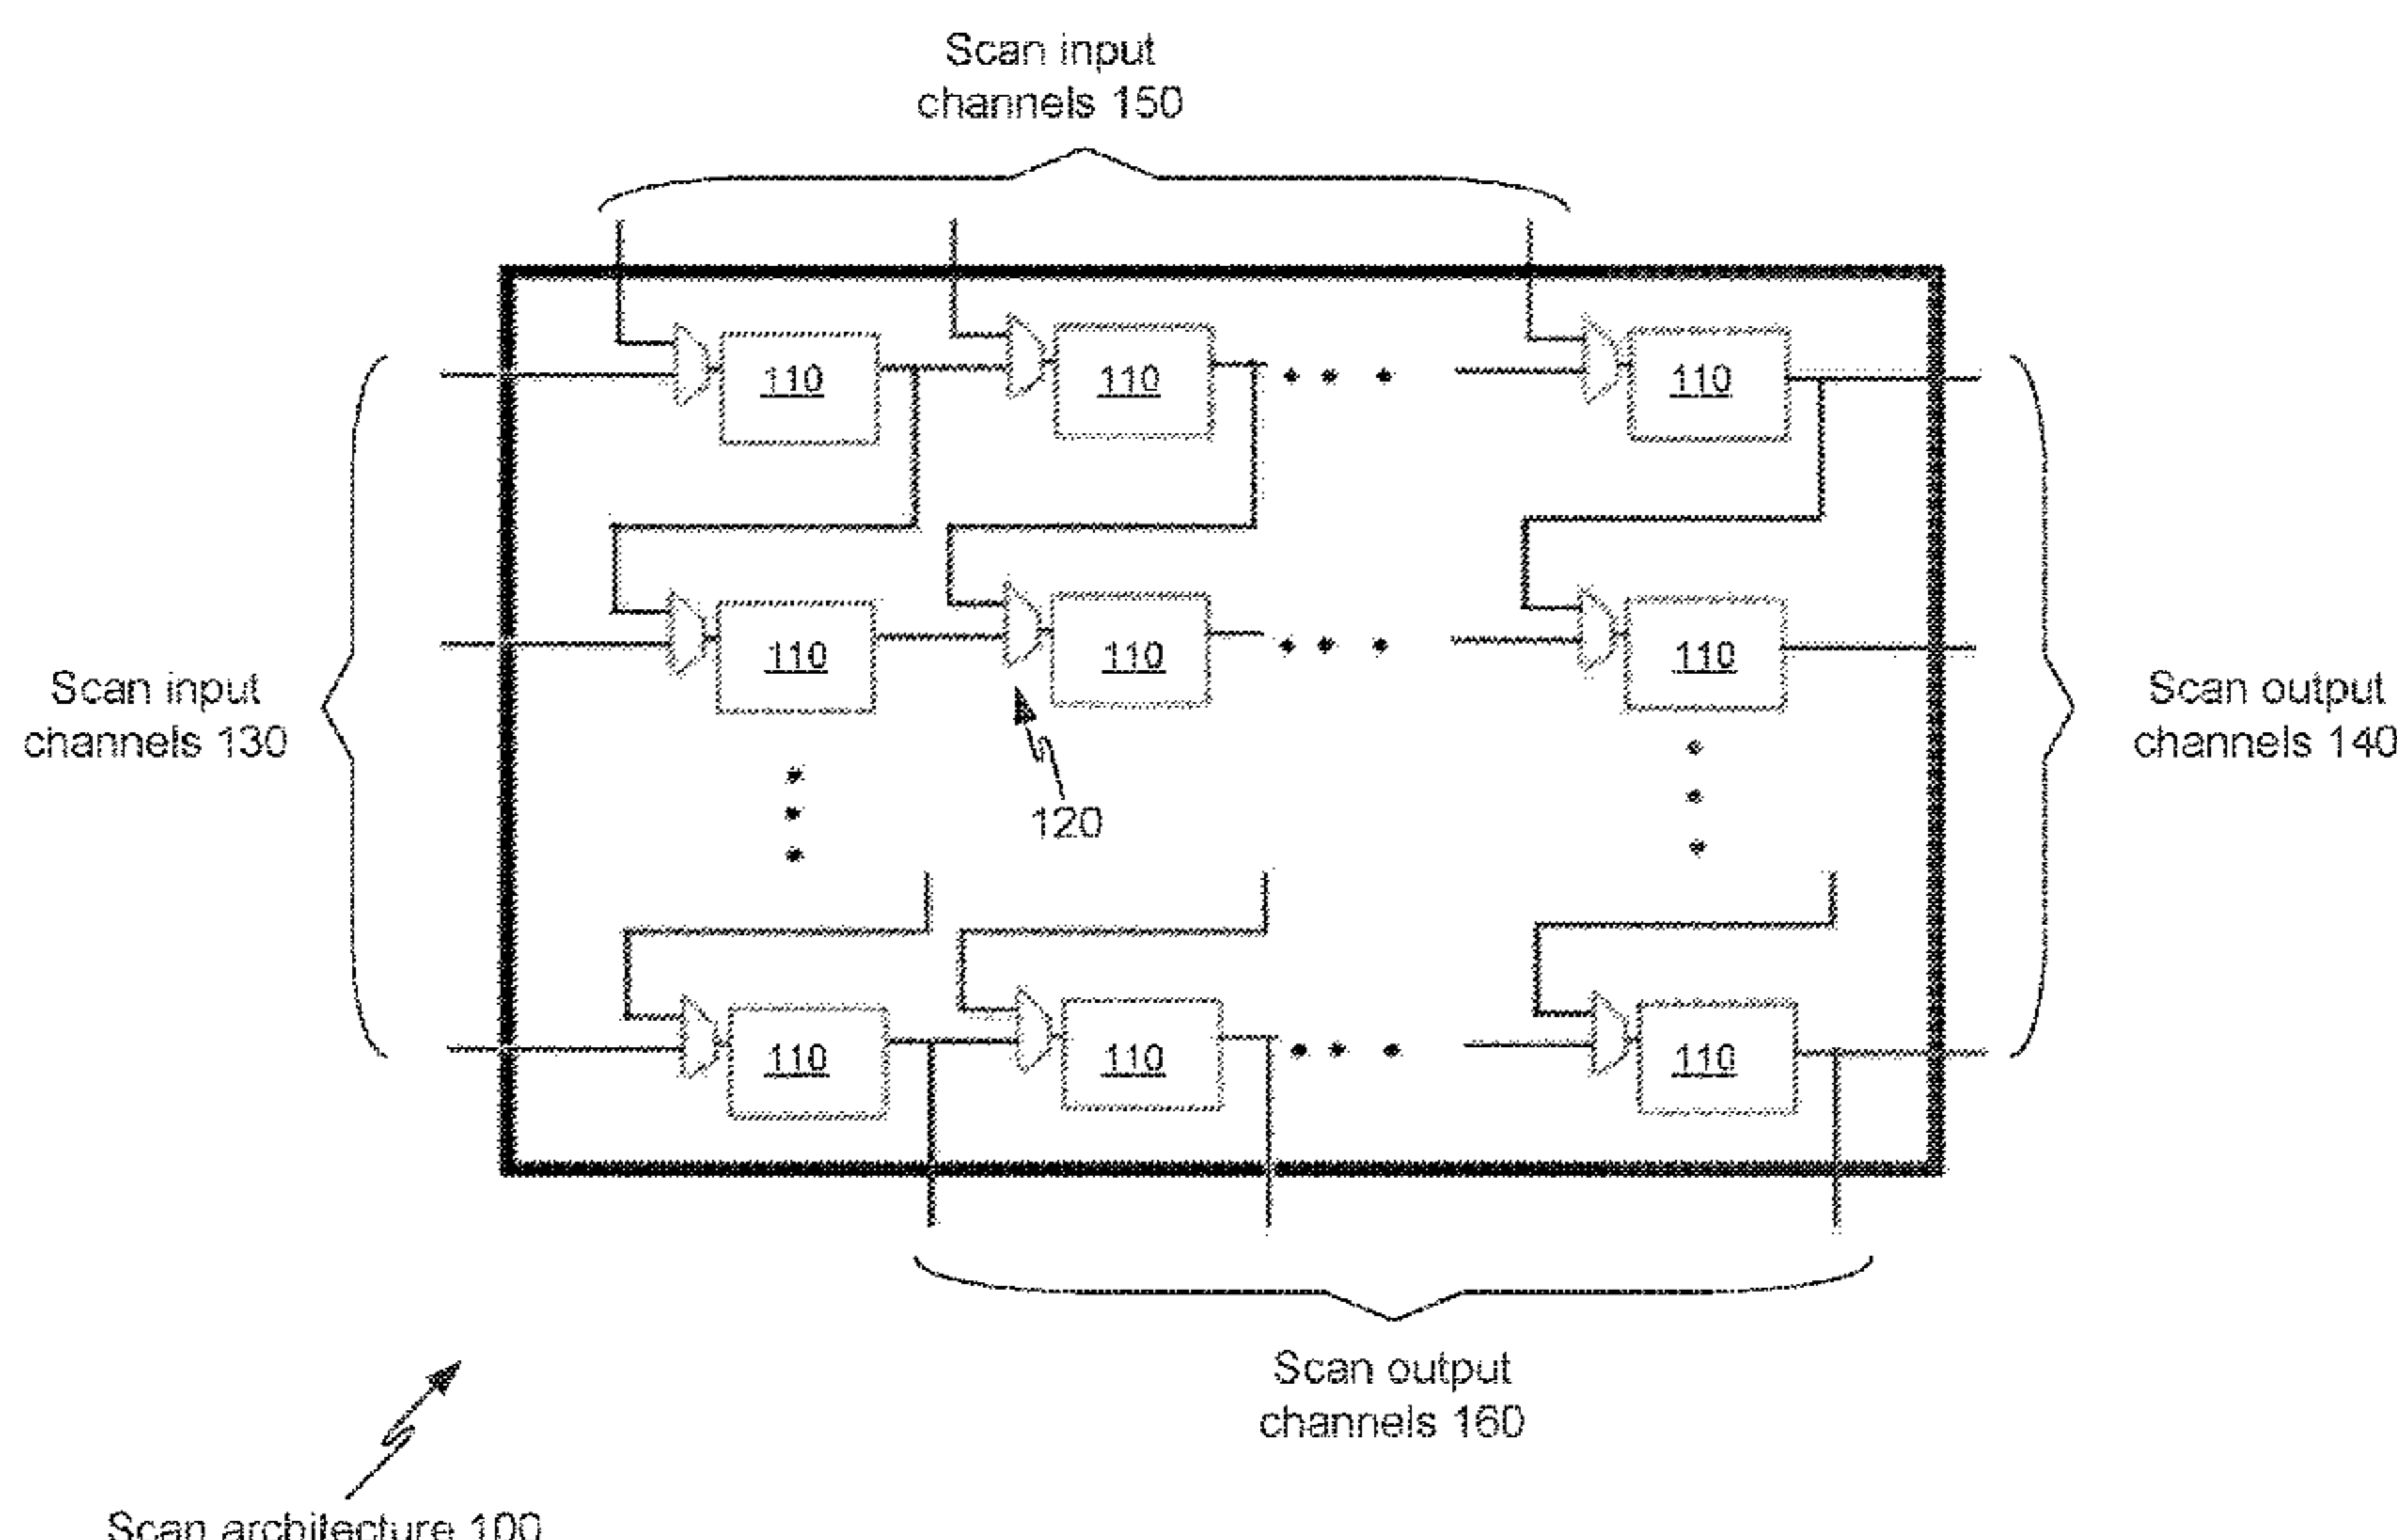 Scan input
channels 150
110
110
110
110
110
110
Scan input
channels 130
Scan output
channels 140
120
110
110
110
Scan output
channels 160
Scan architecture 100